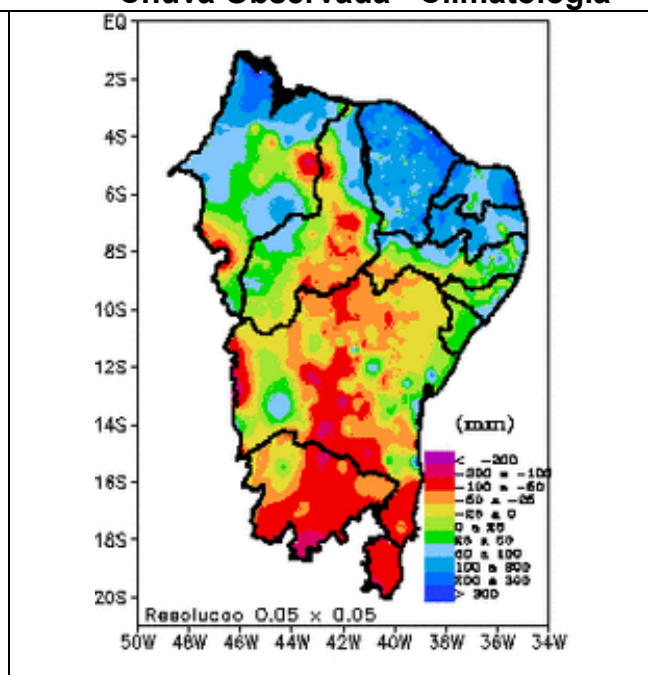 Chuva Observada - Climatologia
EQ
2S
4S
6S
8S
10S
12S
14S
16S
18S
20S
(mm)
< -200
-200 a -100
-100 a -50
-50 a -25
-25 a 0
0 a 25
25 a 50
50 a 100
100 a 200
200 a 300
> 300
Resolucao 0.05 x 0.05
50W 48W 46W 44W 42W 40W 38W 36W 34W